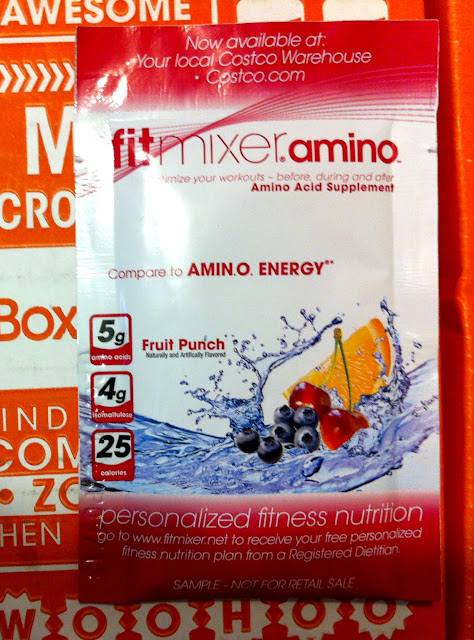 AWESOME
M
CRO
Box
IND
COM
• ZO
HEN
WOOHOO
Now available at:
• Your local Costco Warehouse
• Costco.com
fitmixer® amino™
optimize your workouts ~ before, during and after
Amino Acid Supplement
Compare to AMIN.O. ENERGY®*
5g
amino acids
Fruit Punch
Naturally and Artificially Flavored
4g
isomaltulose
25
calories
personalized fitness nutrition
go to www.fitmixer.net to receive your free personalized
fitness nutrition plan from a Registered Dietitian.
SAMPLE - NOT FOR RETAIL SALE